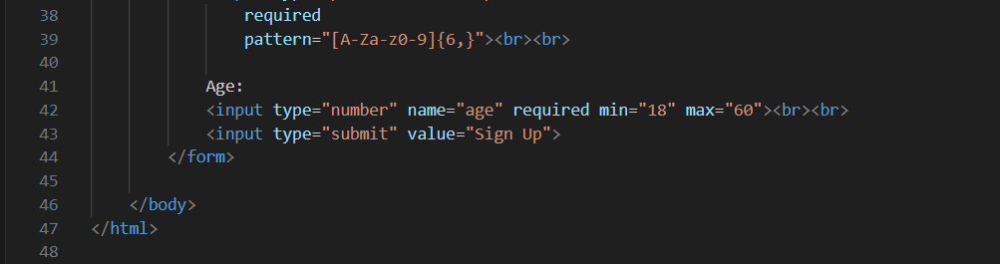 38 required
39 pattern="[A-Za-z0-9]{6,}"><br><br>
40
41 Age:
42 <input type="number" name="age" required min="18" max="60"><br><br>
43 <input type="submit" value="Sign Up">
44 </form>
45
46 </body>
47 </html>
48